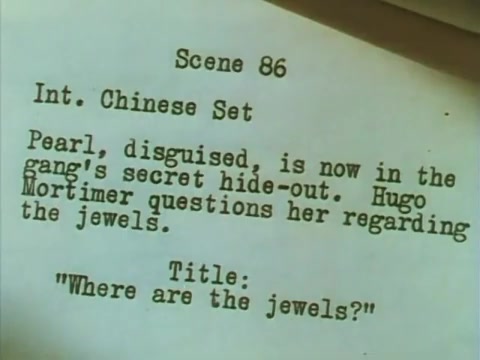 Scene 86
Int. Chinese Set
Pearl, disguised, is now in the
gang's secret hide-out. Hugo
Mortimer questions her regarding
the jewels.
Title:
"Where are the jewels?"